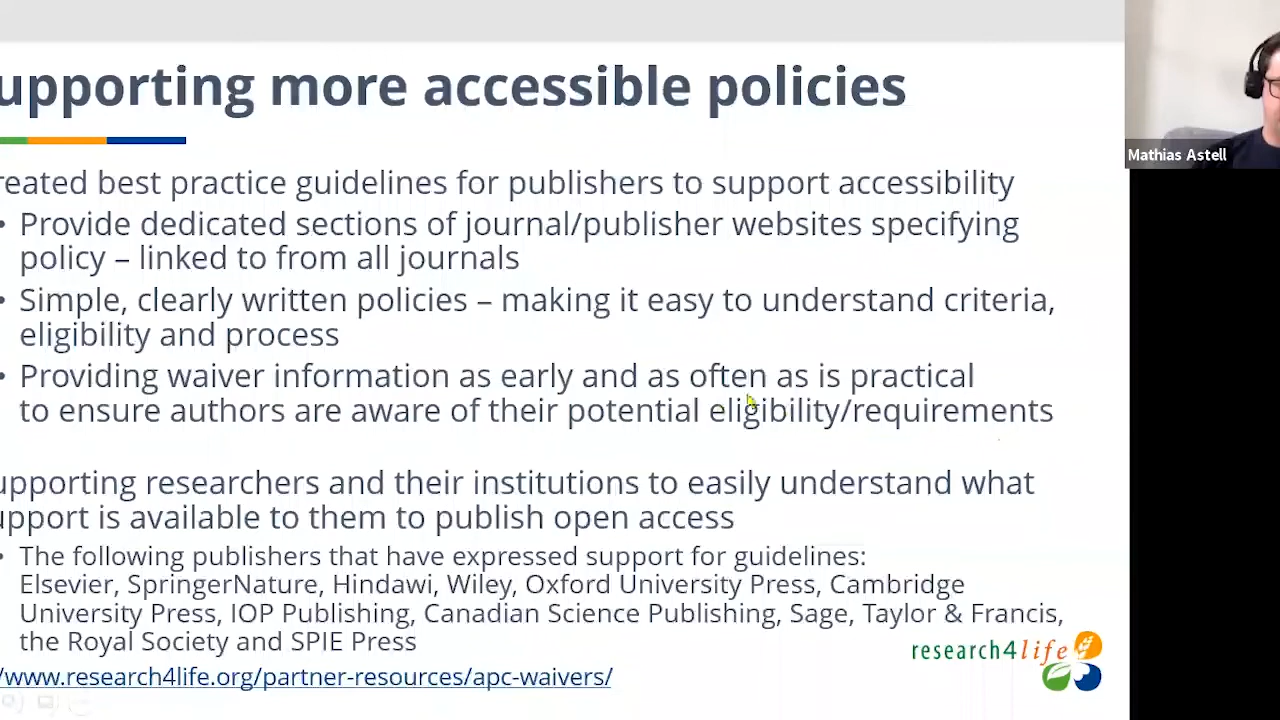 upporting more accessible policies
Mathias Astell
reated best practice guidelines for publishers to support accessibility
• Provide dedicated sections of journal/publisher websites specifying
policy – linked to from all journals
• Simple, clearly written policies – making it easy to understand criteria,
eligibility and process
• Providing waiver information as early and as often as is practical
to ensure authors are aware of their potential eligibility/requirements
upporting researchers and their institutions to easily understand what
upport is available to them to publish open access
• The following publishers that have expressed support for guidelines:
Elsevier, SpringerNature, Hindawi, Wiley, Oxford University Press, Cambridge
University Press, IOP Publishing, Canadian Science Publishing, Sage, Taylor & Francis,
the Royal Society and SPIE Press
research4life
/www.research4life.org/partner-resources/apc-waivers/